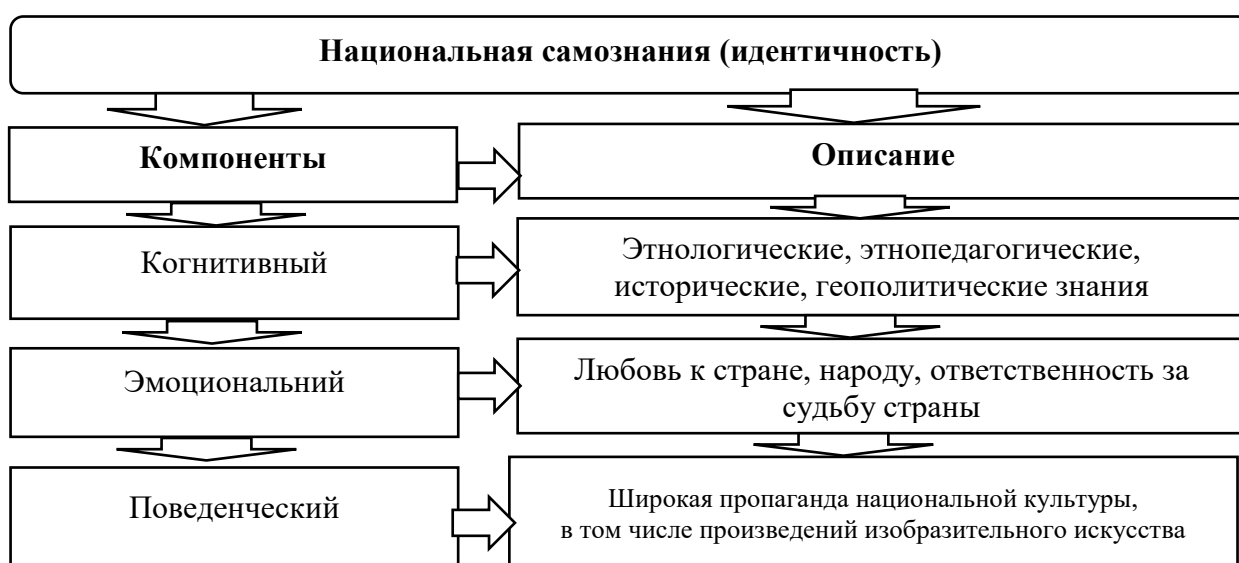 Национальная самознания (идентичность)
Компоненты
Описание
Когнитивный
Этнологические, этнопедагогические,
исторические, геополитические знания
Эмоциональний
Любовь к стране, народу, ответственность за
судьбу страны
Поведенческий
Широкая пропаганда национальной культуры,
в том числе произведений изобразительного искусства